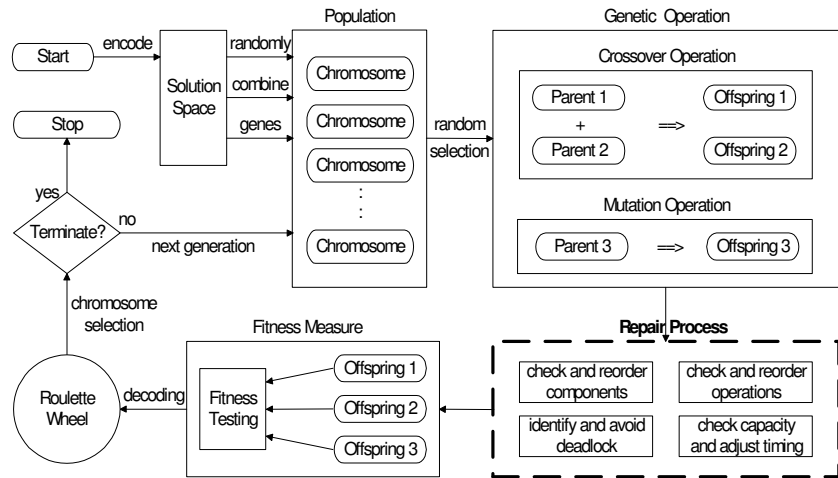 Start
encode
Solution
Space
randomly
combine
genes
Population
Chromosome
Chromosome
Chromosome
Chromosome
random
selection
Genetic Operation
Crossover Operation
Parent 1
+
Parent 2
==>
Offspring 1
Offspring 2
Mutation Operation
Parent 3
==>
Offspring 3
Stop
yes
Terminate?
no
next generation
chromosome
selection
Roulette
Wheel
decoding
Fitness Measure
Fitness
Testing
Offspring 1
Offspring 2
Offspring 3
Repair Process
check and reorder
components
check and reorder
operations
identify and avoid
deadlock
check capacity
and adjust timing